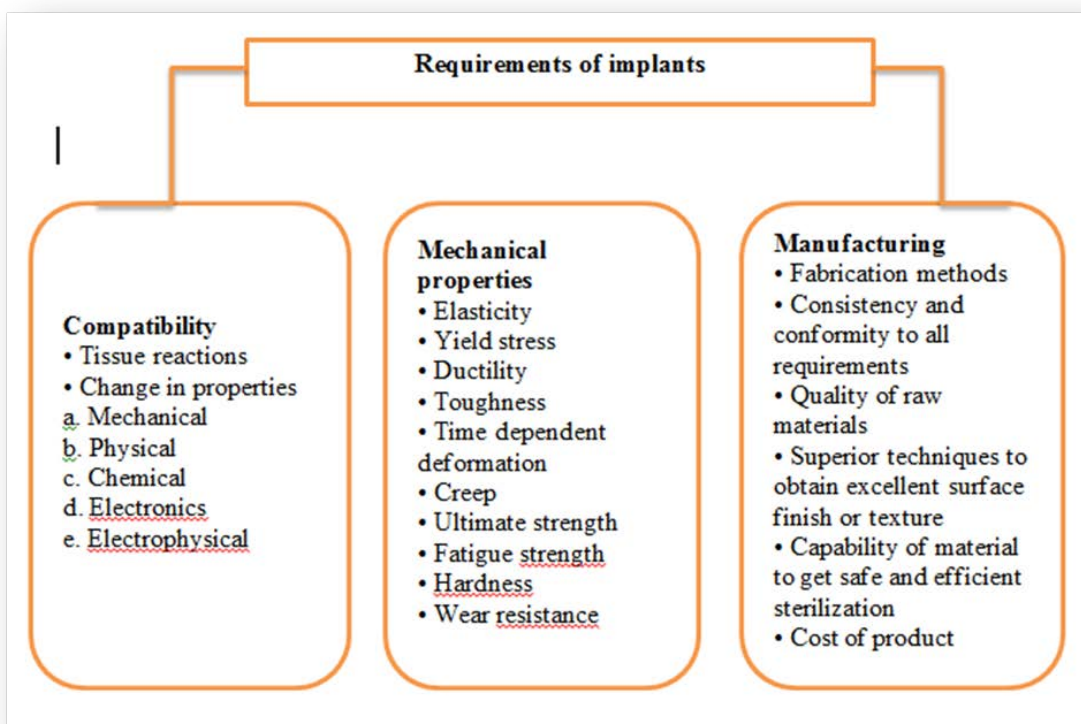 Requirements of implants
Compatibility
• Tissue reactions
• Change in properties
a. Mechanical
b. Physical
c. Chemical
d. Electronics
e. Electrophysical
Mechanical
properties
• Elasticity
• Yield stress
• Ductility
• Toughness
• Time dependent
deformation
• Creep
• Ultimate strength
• Fatigue strength
• Hardness
• Wear resistance
Manufacturing
• Fabrication methods
• Consistency and
conformity to all
requirements
• Quality of raw
materials
• Superior techniques to
obtain excellent surface
finish or texture
• Capability of material
to get safe and efficient
sterilization
• Cost of product